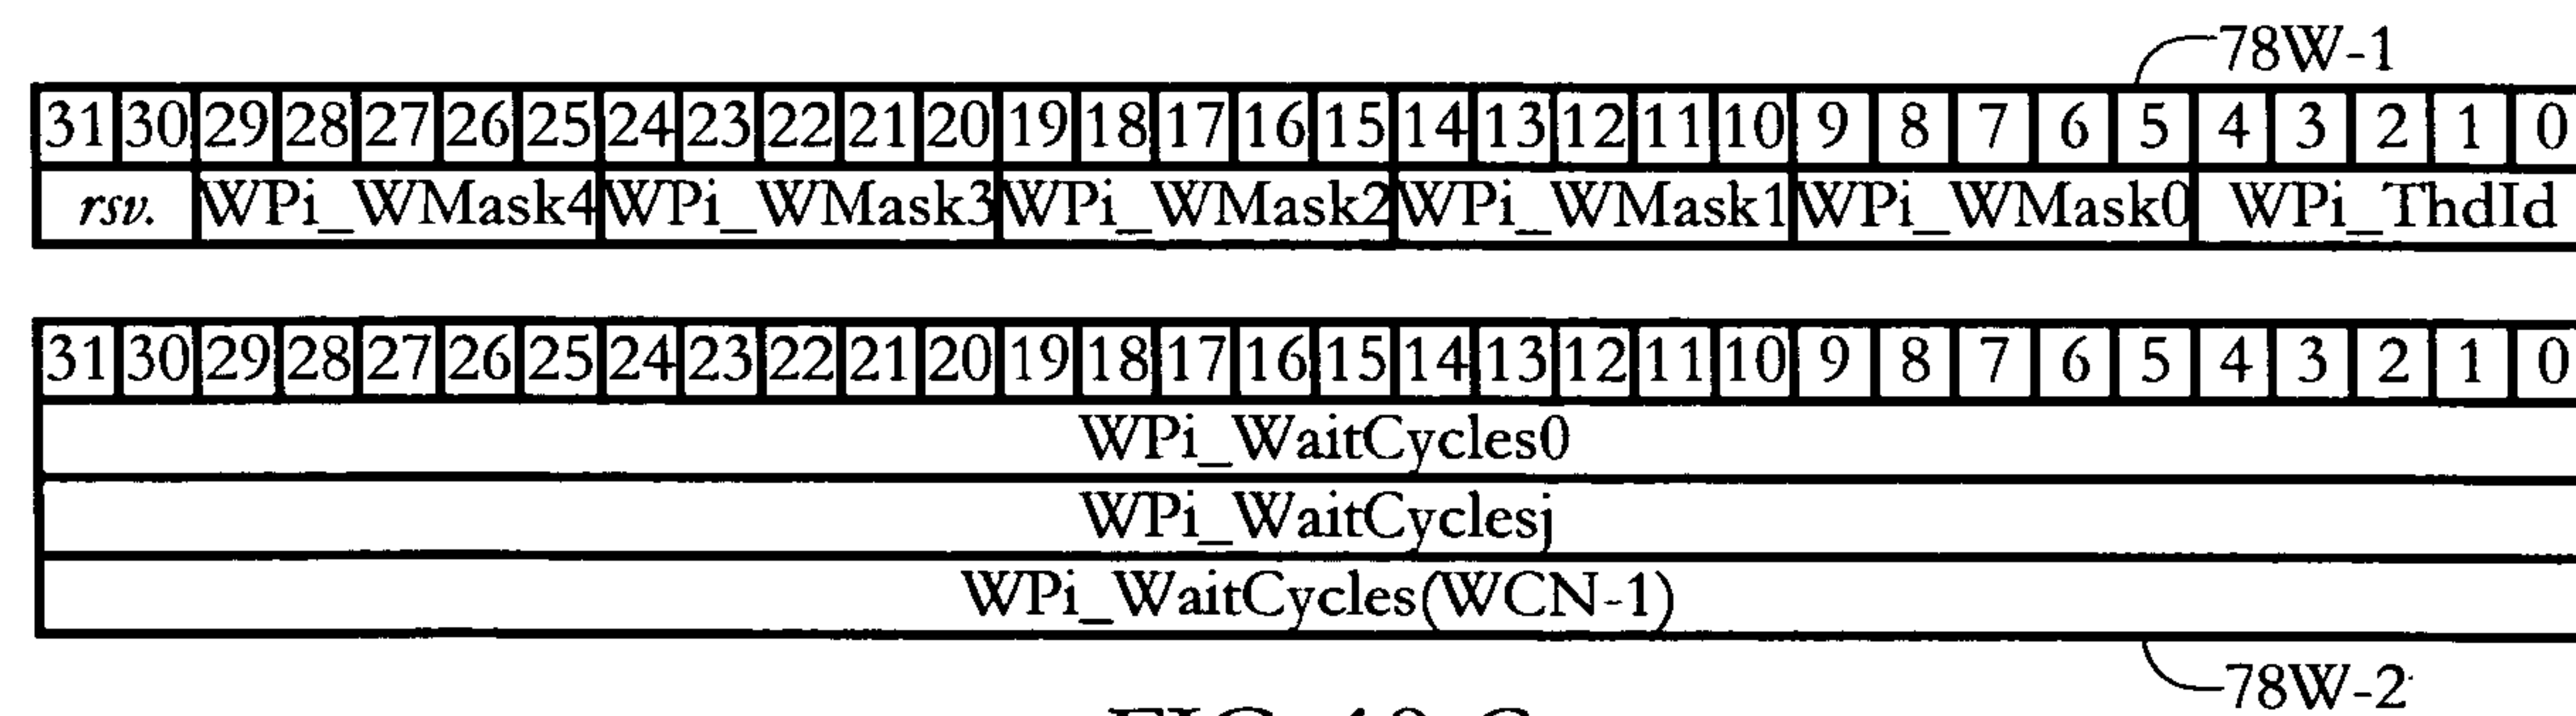 78W-1
31 30 29 28 27 26 25 24 23 22 21 20 19 18 17 16 15 14 13 12 11 10 9 8 7 6 5 4 3 2 1 0
rsv. WPi_WMask4 WPi_WMask3 WPi_WMask2 WPi_WMask1 WPi_WMask0 WPi_ThdId
31 30 29 28 27 26 25 24 23 22 21 20 19 18 17 16 15 14 13 12 11 10 9 8 7 6 5 4 3 2 1 0
WPi_WaitCycles0
WPi_WaitCyclesj
WPi_WaitCycles(WCN-1)
78W-2